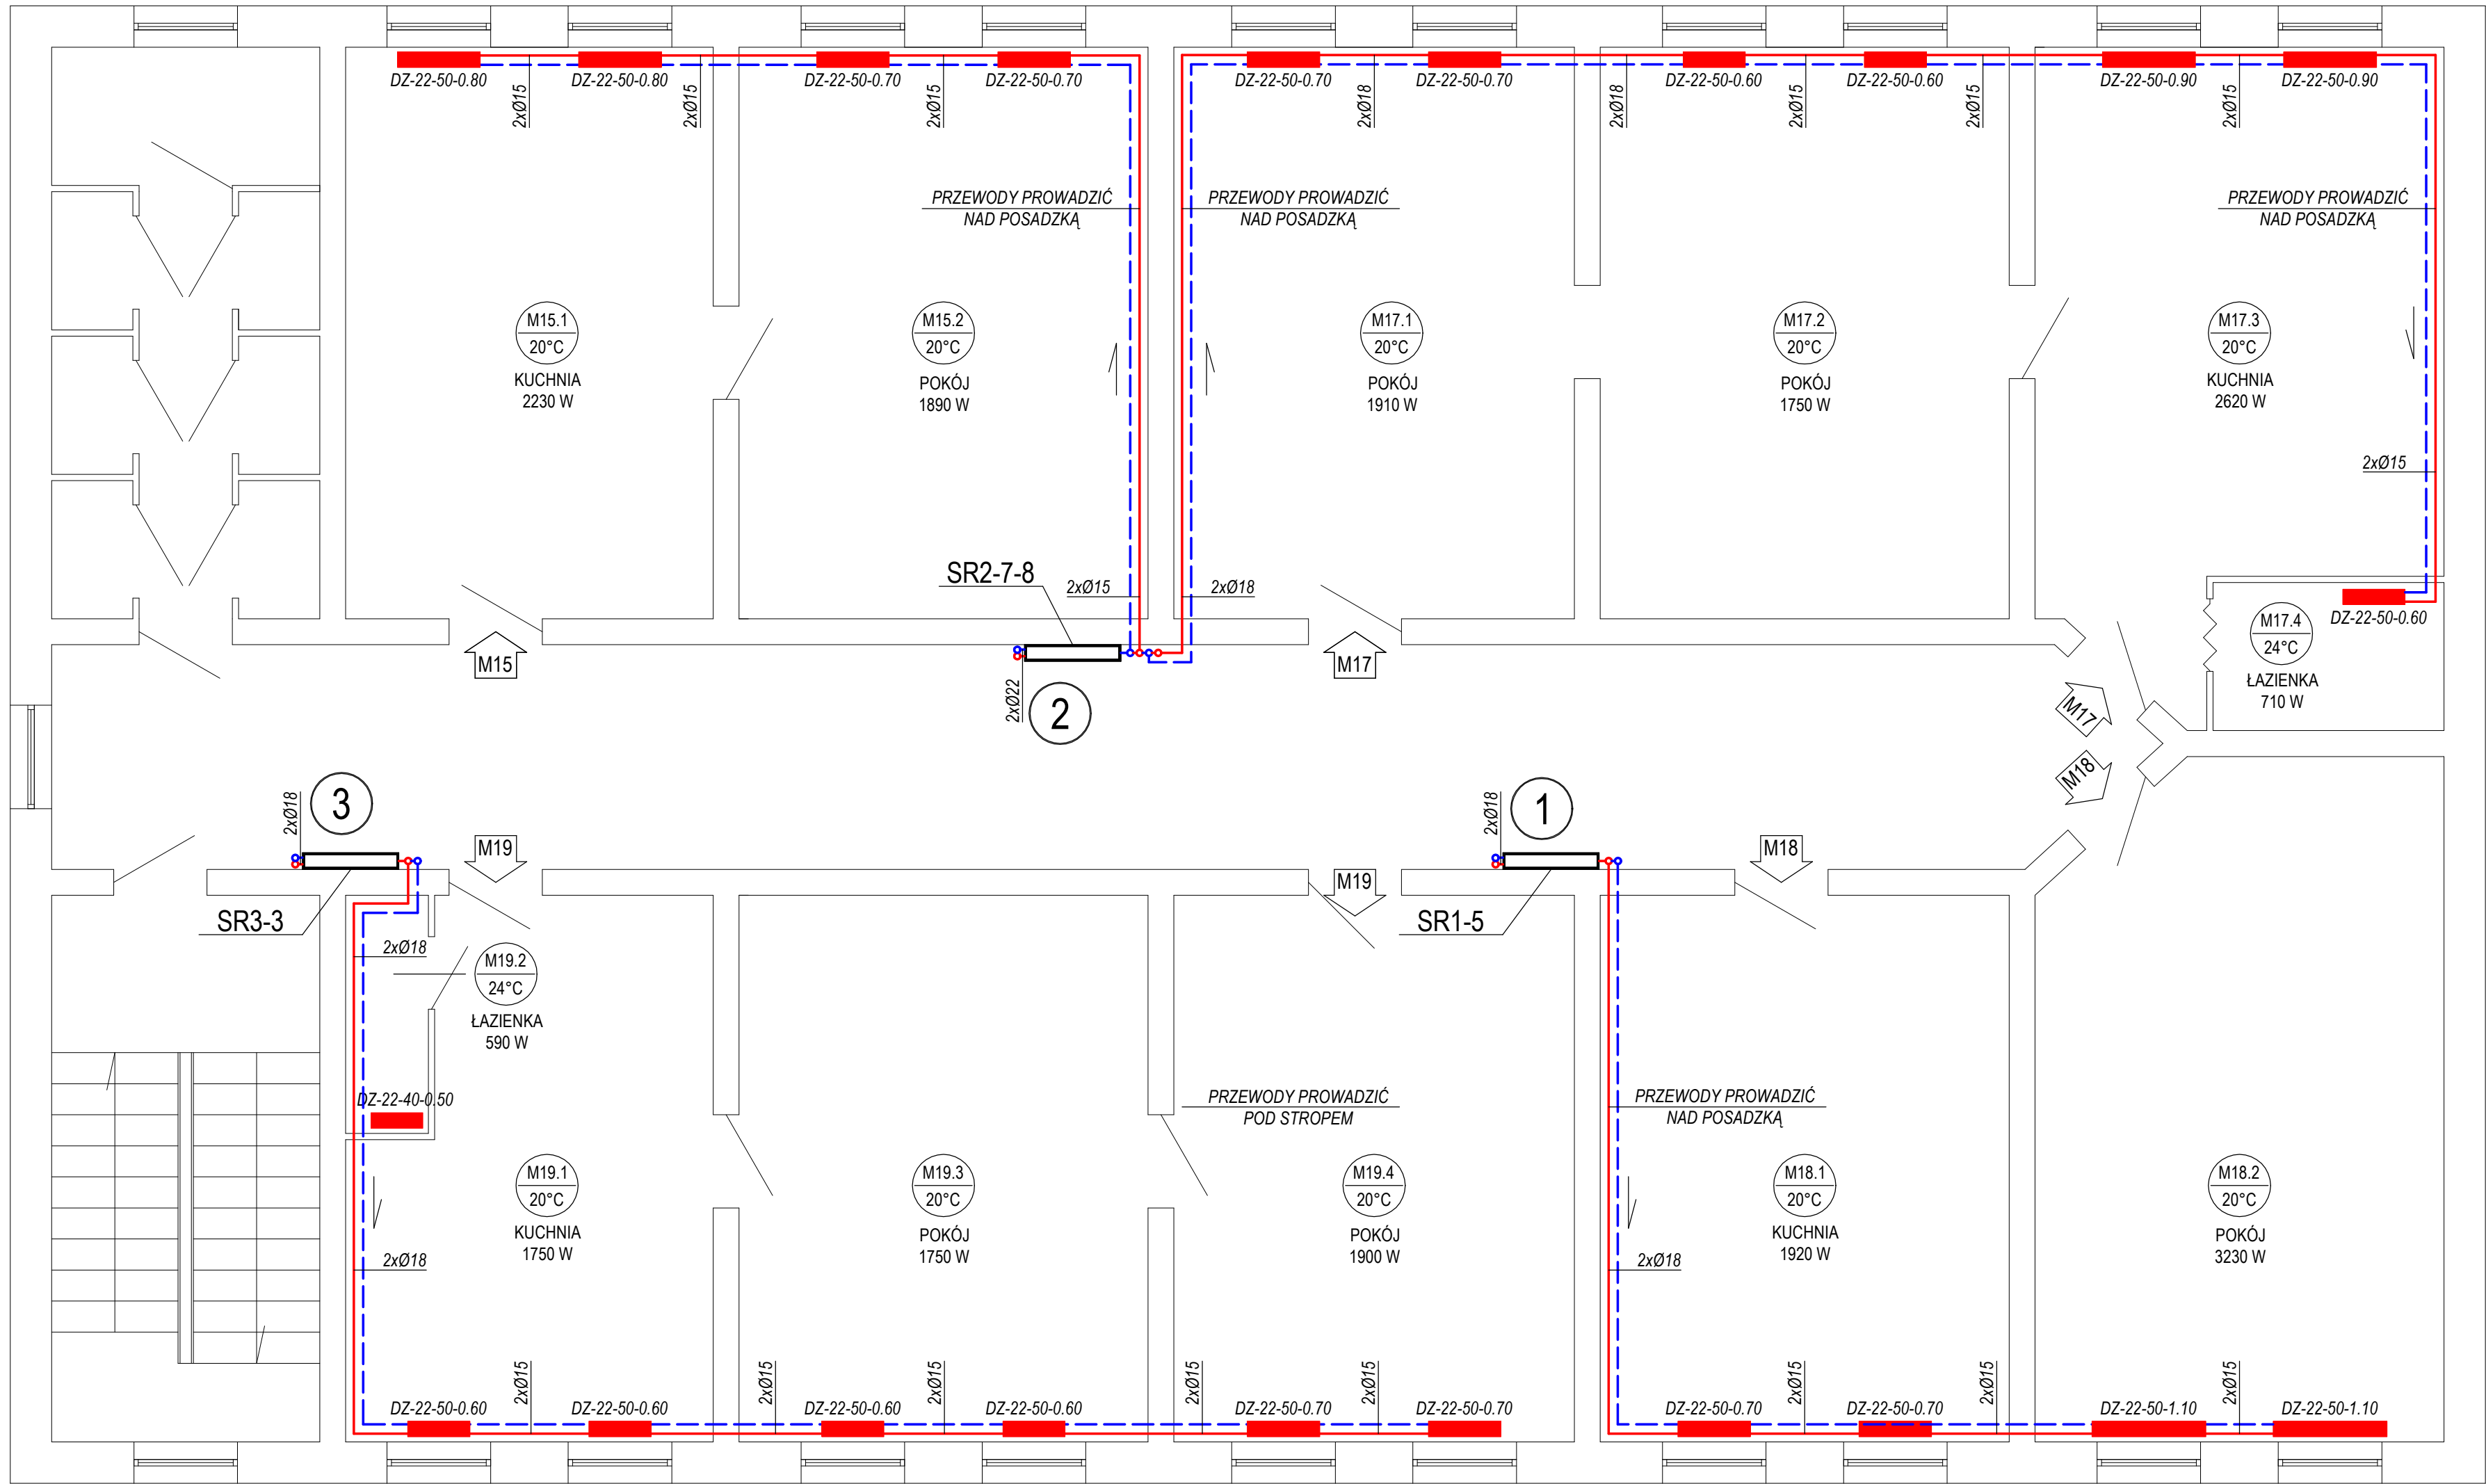 DZ-22-50-0.80
DZ-22-50-0.80
DZ-22-50-0.70
DZ-22-50-0.70
DZ-22-50-0.70
DZ-22-50-0.70
DZ-22-50-0.60
DZ-22-50-0.60
DZ-22-50-0.90
DZ-22-50-0.90
2xØ15
2xØ15
2xØ15
2xØ18
2xØ18
2xØ15
2xØ15
2xØ15
PRZEWODY PROWADZIĆ
NAD POSADZKĄ
PRZEWODY PROWADZIĆ
NAD POSADZKĄ
PRZEWODY PROWADZIĆ
NAD POSADZKĄ
M15.1
20°C
KUCHNIA
2230 W
M15.2
20°C
POKÓJ
1890 W
M17.1
20°C
POKÓJ
1910 W
M17.2
20°C
POKÓJ
1750 W
M17.3
20°C
KUCHNIA
2620 W
2xØ15
SR2-7-8
2xØ15
2xØ18
M17.4
24°C
ŁAZIENKA
710 W
DZ-22-50-0.60
M15
M17
2xØ22
2
M17
M18
2xØ18
3
M19
2xØ18
1
M18
M19
SR3-3
SR1-5
2xØ18
M19.2
24°C
ŁAZIENKA
590 W
DZ-22-40-0.50
PRZEWODY PROWADZIĆ
POD STROPEM
PRZEWODY PROWADZIĆ
NAD POSADZKĄ
M19.1
20°C
KUCHNIA
1750 W
M19.3
20°C
POKÓJ
1750 W
M19.4
20°C
POKÓJ
1900 W
M18.1
20°C
KUCHNIA
1920 W
M18.2
20°C
POKÓJ
3230 W
2xØ18
2xØ18
2xØ15
2xØ15
2xØ15
2xØ15
2xØ15
2xØ15
2xØ15
2xØ15
DZ-22-50-0.60
DZ-22-50-0.60
DZ-22-50-0.60
DZ-22-50-0.60
DZ-22-50-0.70
DZ-22-50-0.70
DZ-22-50-0.70
DZ-22-50-0.70
DZ-22-50-1.10
DZ-22-50-1.10